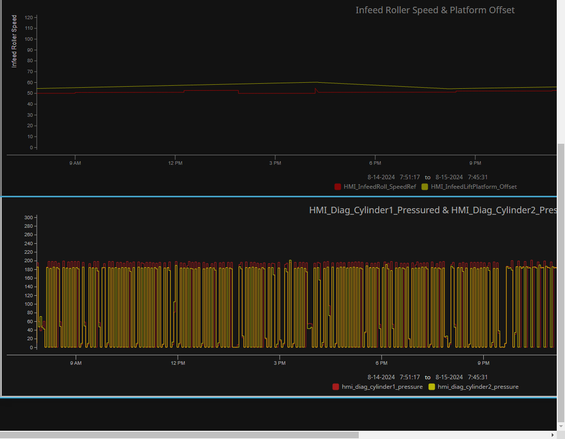 Infeed Roller Speed & Platform Offset
Infeed Roller Speed
120
110
100
90
80
70
60
50
40
30
20
10
0
9 AM
12 PM
3 PM
6 PM
9 PM
8-14-2024 7:51:17 to 8-15-2024 7:45:31
HMI_InfeedRoll_SpeedRef HMI_InfeedLiftPlatform_Offset
HMI_Diag_Cylinder1_Pressured & HMI_Diag_Cylinder2_Pres
300
280
260
240
220
200
180
160
140
120
100
80
60
40
20
0
9 AM
12 PM
3 PM
6 PM
9 PM
8-14-2024 7:51:17 to 8-15-2024 7:45:31
hmi_diag_cylinder1_pressure hmi_diag_cylinder2_pressure